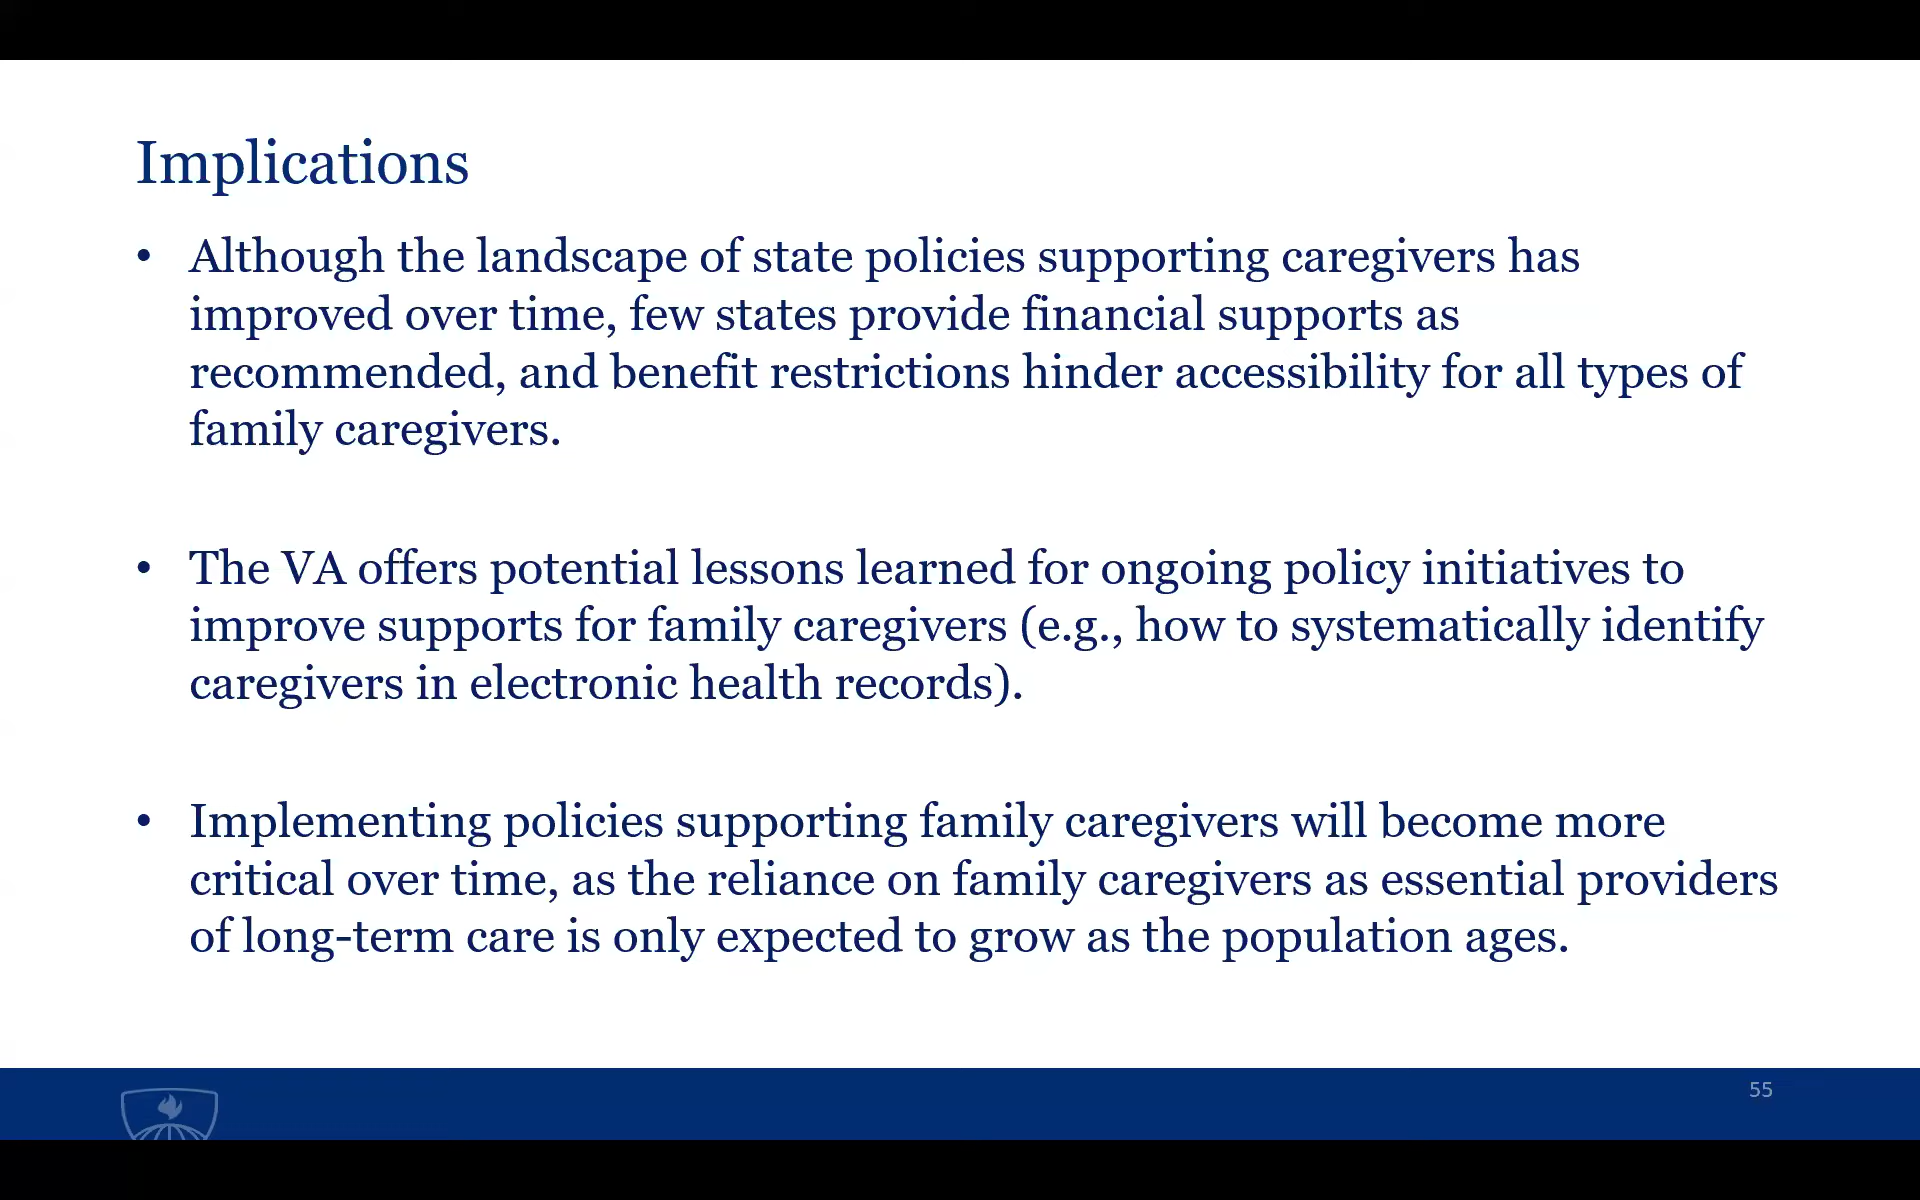 Implications
• Although the landscape of state policies supporting caregivers has
improved over time, few states provide financial supports as
recommended, and benefit restrictions hinder accessibility for all types of
family caregivers.
• The VA offers potential lessons learned for ongoing policy initiatives to
improve supports for family caregivers (e.g., how to systematically identify
caregivers in electronic health records).
• Implementing policies supporting family caregivers will become more
critical over time, as the reliance on family caregivers as essential providers
of long-term care is only expected to grow as the population ages.
55